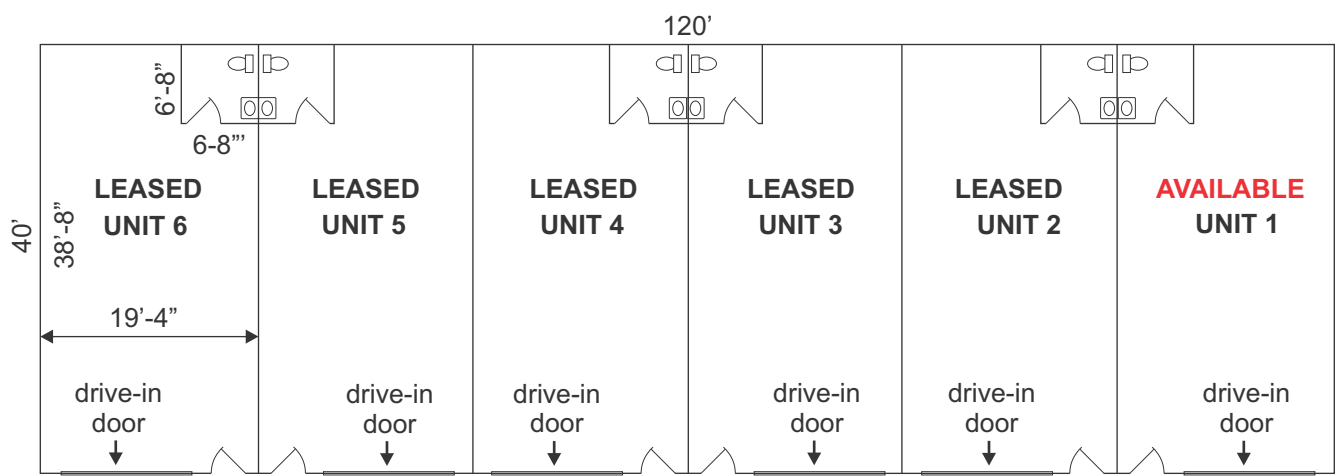 120’
6’-8”
6-8”’
LEASED
UNIT 6
LEASED
UNIT 5
LEASED
UNIT 4
LEASED
UNIT 3
LEASED
UNIT 2
AVAILABLE
UNIT 1
40’
38’-8”
19’-4”
drive-in
door
drive-in
door
drive-in
door
drive-in
door
drive-in
door
drive-in
door